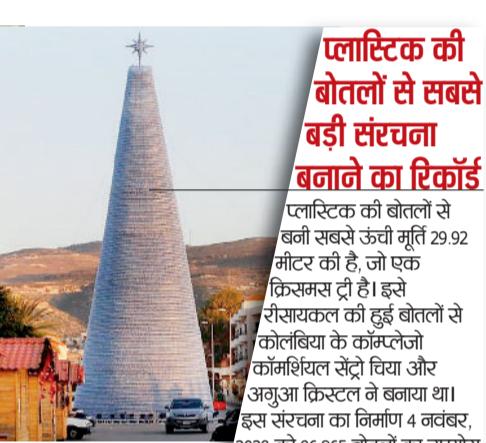 प्लास्टिक की
बोतलों से सबसे
बड़ी संरचना
बनाने का रिकॉर्ड
प्लास्टिक की बोतलों से
बनी सबसे ऊंची मूर्ति 29.92
मीटर की है, जो एक
क्रिसमस ट्री है। इसे
रीसायकल की हुई बोतलों से
कोलंबिया के कॉम्प्लेजो
कॉमर्शियल सेंट्रो चिया और
अगुआ क्रिस्टल ने बनाया था।
इस संरचना का निर्माण 4 नवंबर,